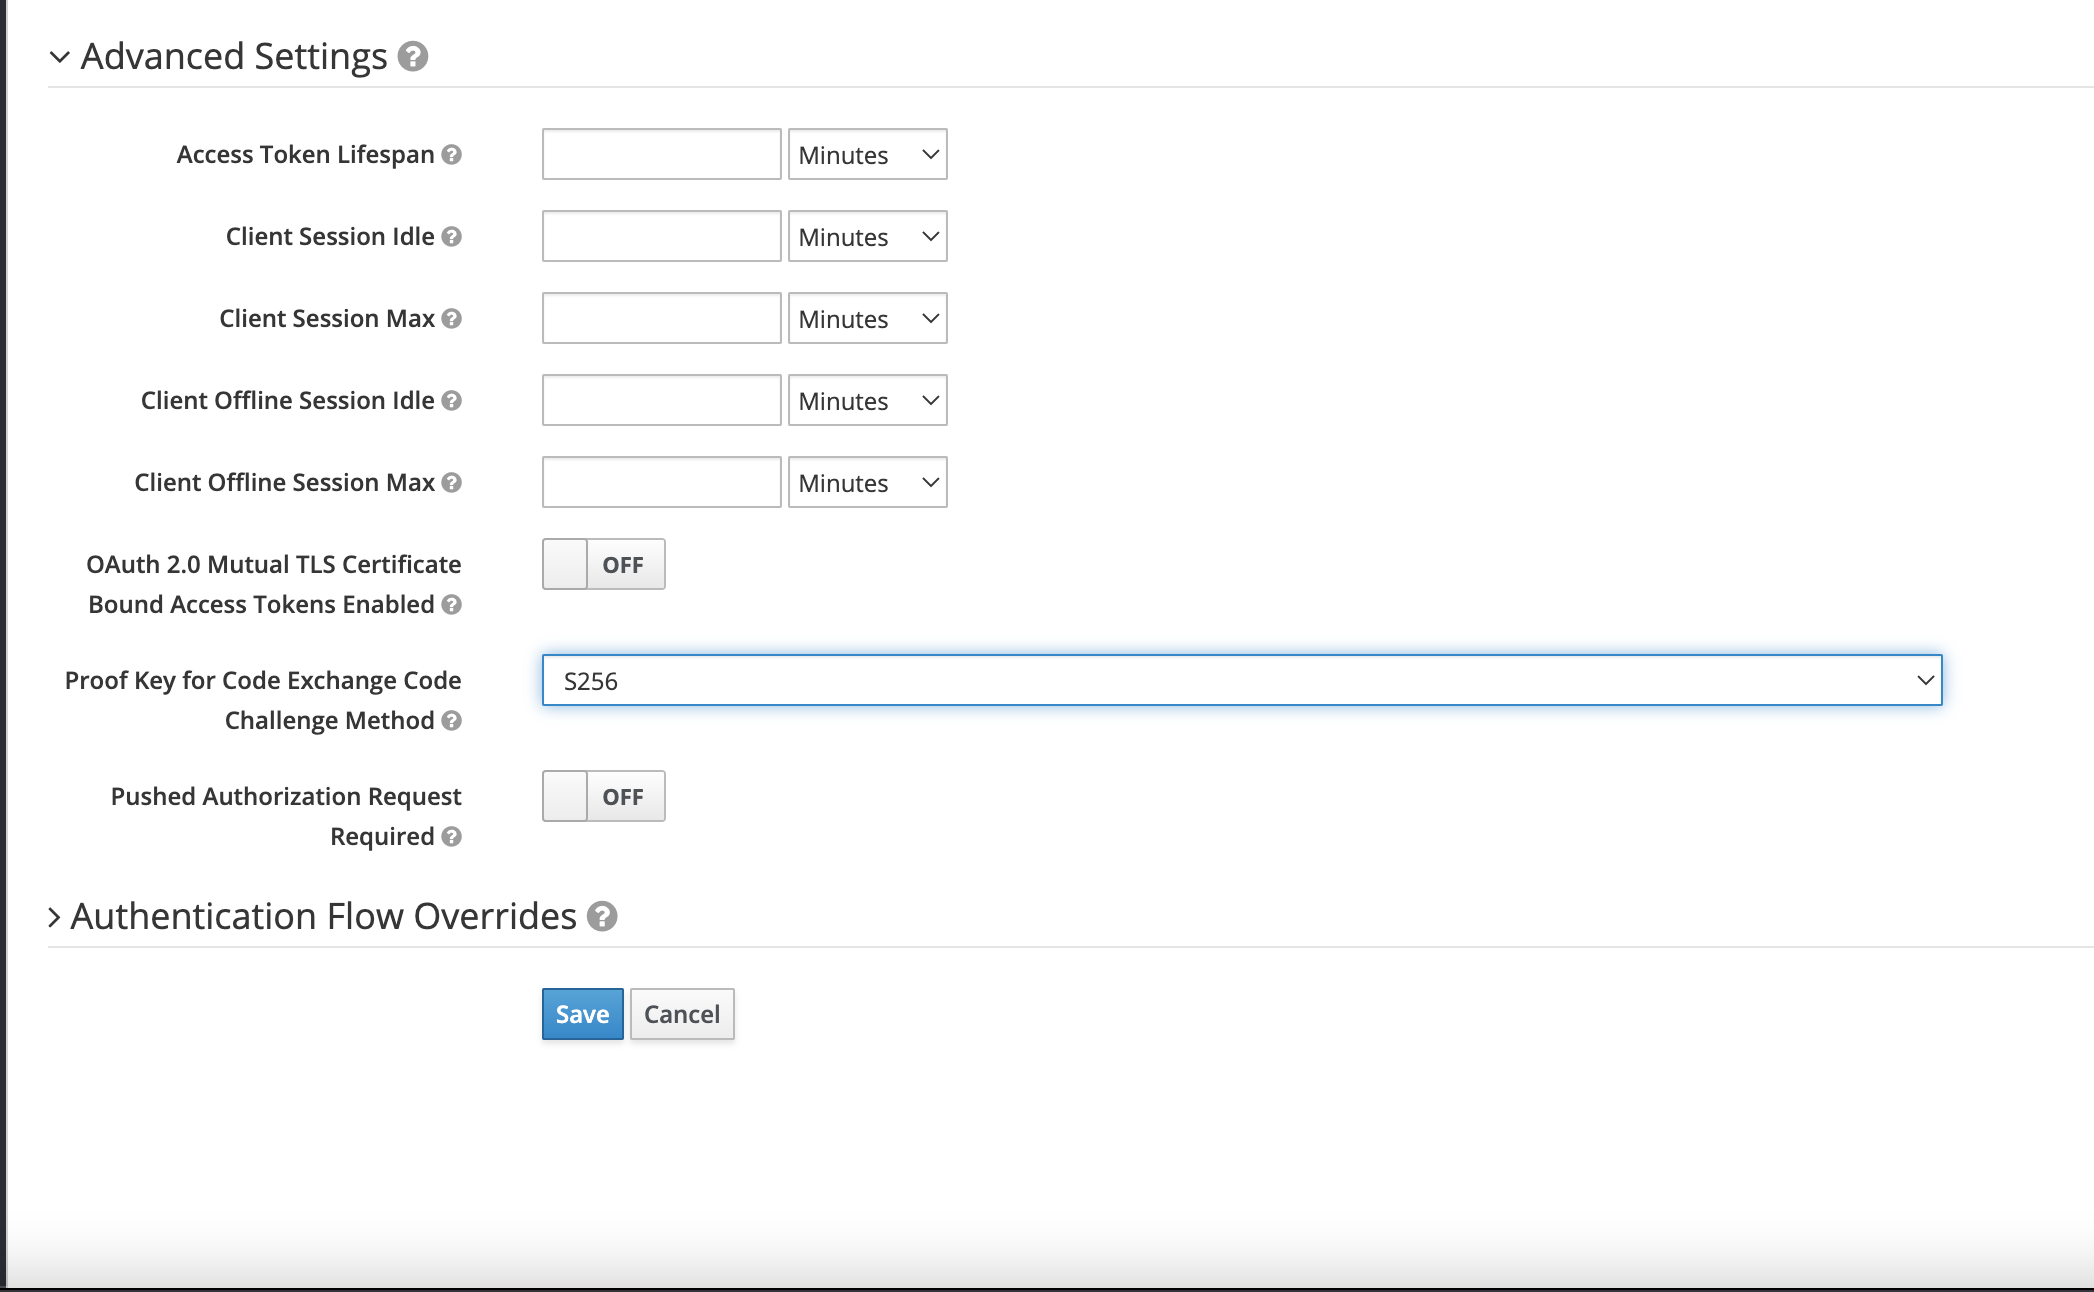 Advanced Settings
Access Token Lifespan Minutes
Client Session Idle Minutes
Client Session Max Minutes
Client Offline Session Idle Minutes
Client Offline Session Max Minutes
OAuth 2.0 Mutual TLS Certificate
Bound Access Tokens Enabled
OFF
Proof Key for Code Exchange Code
Challenge Method
S256
Pushed Authorization Request
Required
OFF
Authentication Flow Overrides
Save Cancel